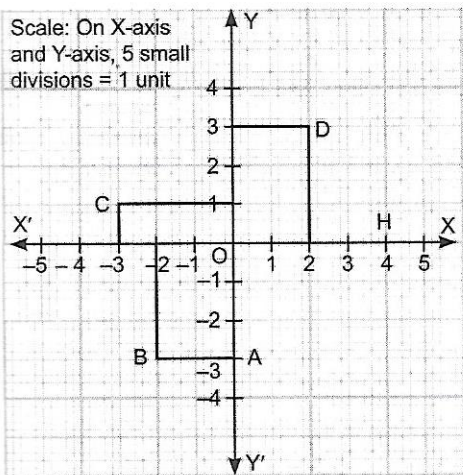 Scale: On X-axis
and Y-axis, 5 small
divisions = 1 unit
Y
4
3 D
2
C 1
X′ H X
O
–5 –4 –3 –2 –1 1 2 3 4 5
–1
–2
B A
–3
–4
Y′